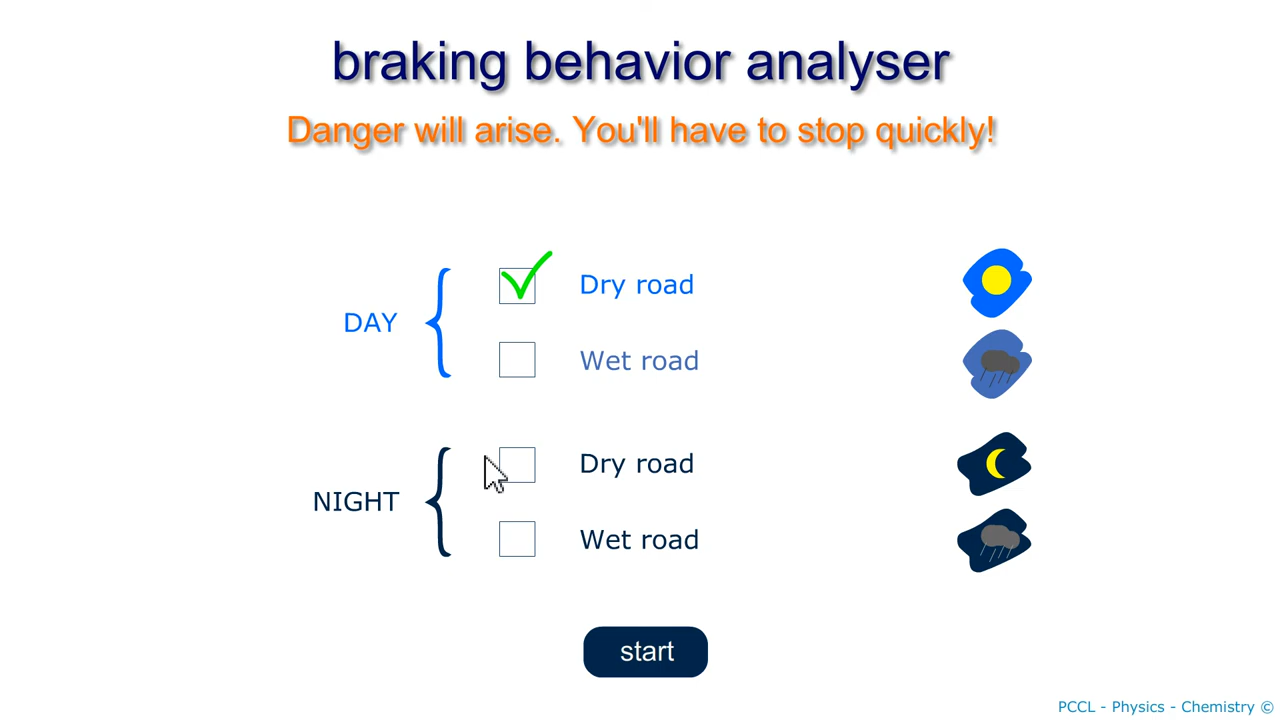 braking behavior analyser
Danger will arise. You'll have to stop quickly!
DAY
Dry road
Wet road
NIGHT
Dry road
Wet road
start
PCCL - Physics - Chemistry ©